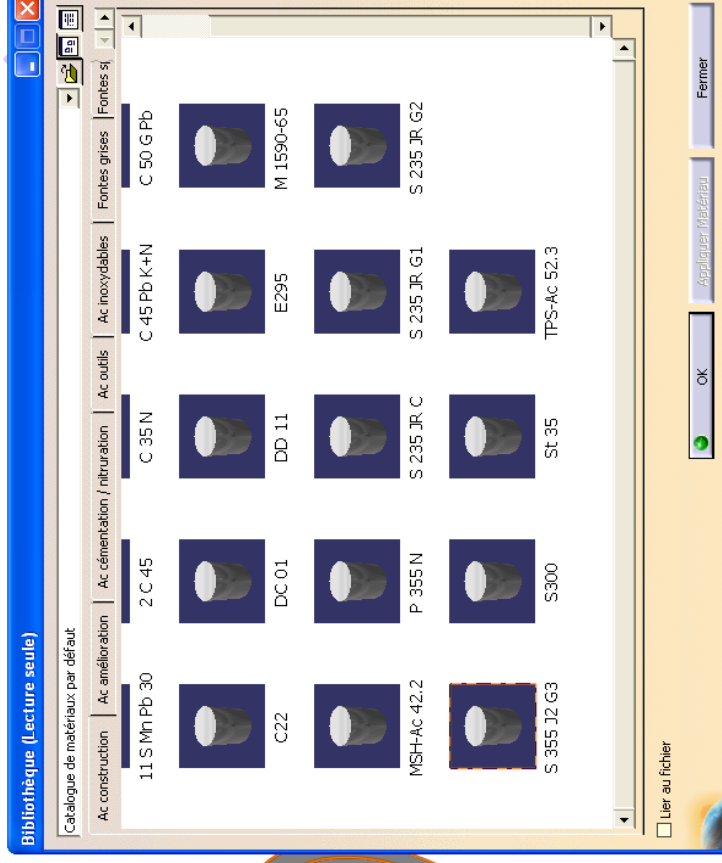 Bibliothèque (Lecture seule)
Catalogue de matériaux par défaut
Ac construction
Ac amélioration
Ac cémentation / nitruration
Ac outils
Ac inoxydables
Fontes grises
Fontes s
11 S Mn Pb 30
2 C 45
C 35 N
C 45 Pb K+N
C 50 G Pb
C22
DC 01
DD 11
E295
M 1590-65
MSH-Ac 42.2
P 355 N
S 235 JR C
S 235 JR G1
S 235 JR G2
S 355 J2 G3
S300
St 35
TPS-Ac 52.3
Lier au fichier
OK
Appliquer Matériau
Fermer